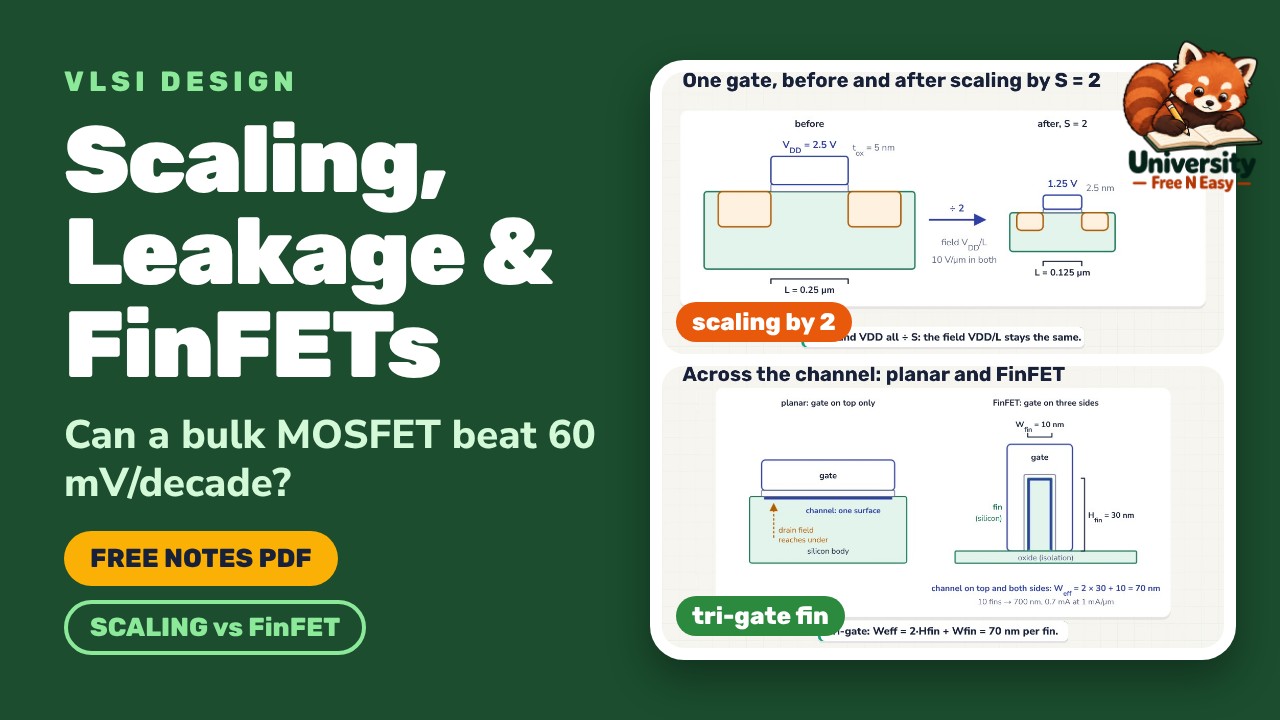 VLSI DESIGN
Scaling,
Leakage &
FinFETs
Can a bulk MOSFET beat 60
mV/decade?
FREE NOTES PDF
SCALING vs FinFET
One gate, before and after scaling by S = 2
before
after, S = 2
VDD = 2.5 V
tox = 5 nm
1.25 V
2.5 nm
÷ 2
field VDD/L
10 V/µm in both
L = 0.25 µm
L = 0.125 µm
scaling by 2
nd VDD all ÷ S: the field VDD/L stays the same.
University
Free N Easy
Across the channel: planar and FinFET
planar: gate on top only
FinFET: gate on three sides
Wfin = 10 nm
gate
gate
channel: one surface
drain field
reaches under
silicon body
fin
(silicon)
Hfin = 30 nm
oxide (isolation)
channel on top and both sides: Weff = 2 × 30 + 10 = 70 nm
10 fins → 700 nm, 0.7 mA at 1 mA/µm
tri-gate fin
ri-gate: Weff = 2·Hfin + Wfin = 70 nm per fin.